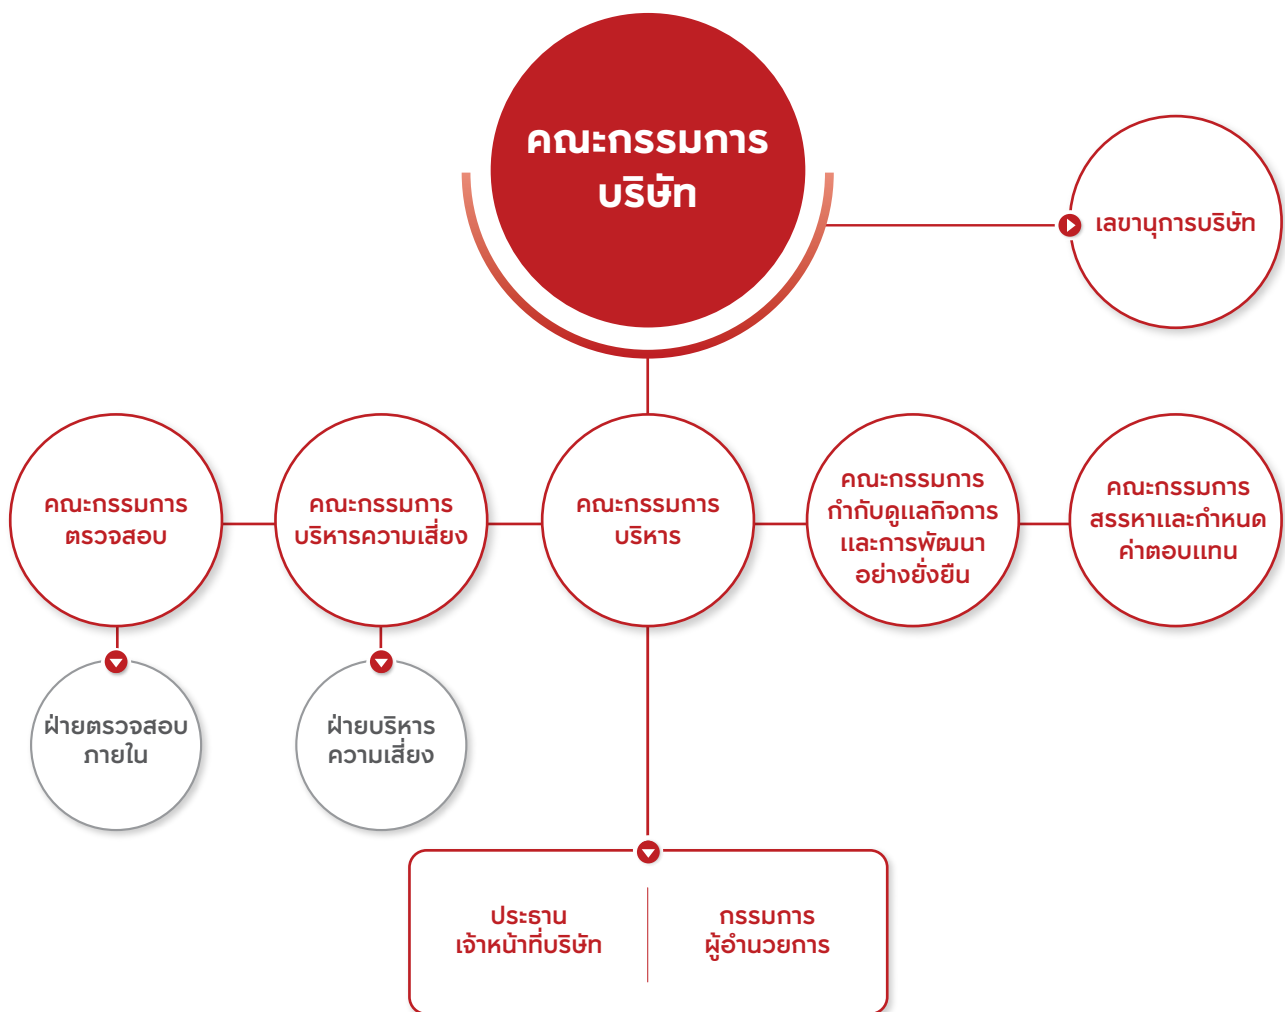 คณะกรรมการ
บริษัท
เลขานุการบริษัท
คณะกรรมการ
ตรวจสอบ
คณะกรรมการ
บริหารความเสี่ยง
คณะกรรมการ
บริหาร
คณะกรรมการ
กำกับดูแลกิจการ
และการพัฒนา
อย่างยั่งยืน
คณะกรรมการ
สรรหาและกำหนด
ค่าตอบแทน
ฝ่ายตรวจสอบ
ภายใน
ฝ่ายบริหาร
ความเสี่ยง
ประธาน
เจ้าหน้าที่บริษัท
กรรมการ
ผู้อำนวยการ